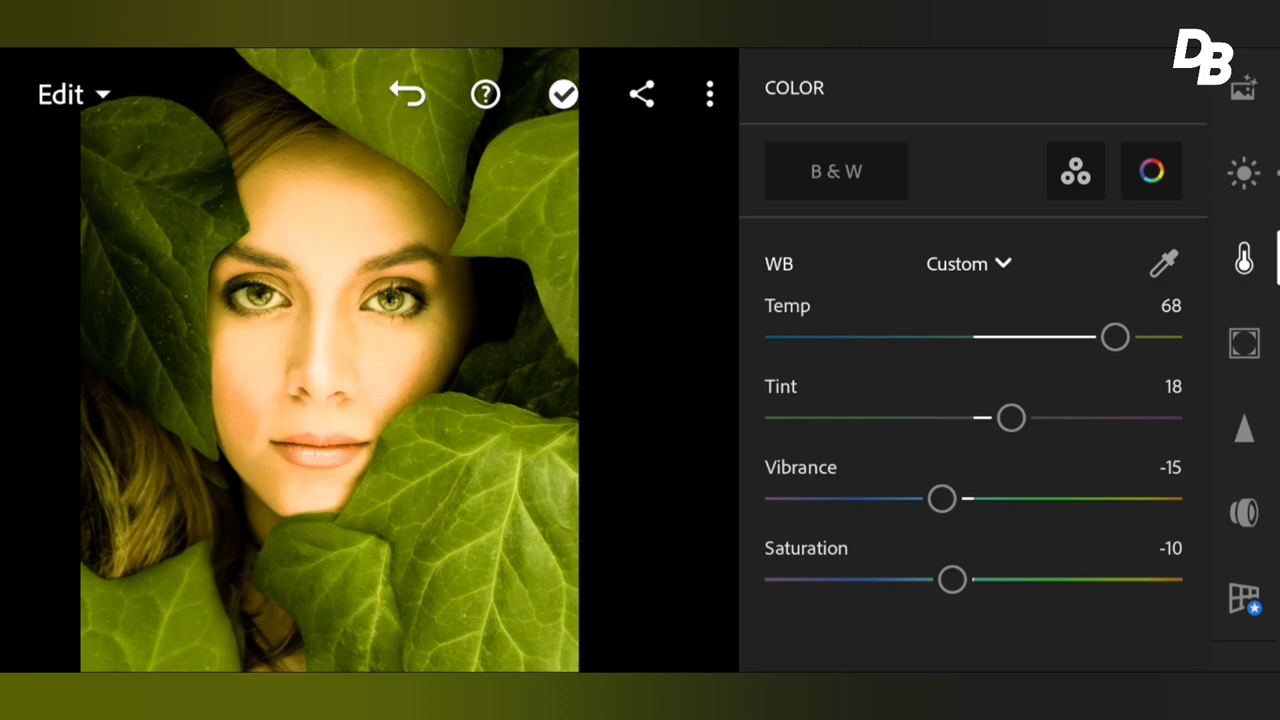 DB
Edit
COLOR
B & W
WB Custom
Temp 68
Tint 18
Vibrance -15
Saturation -10